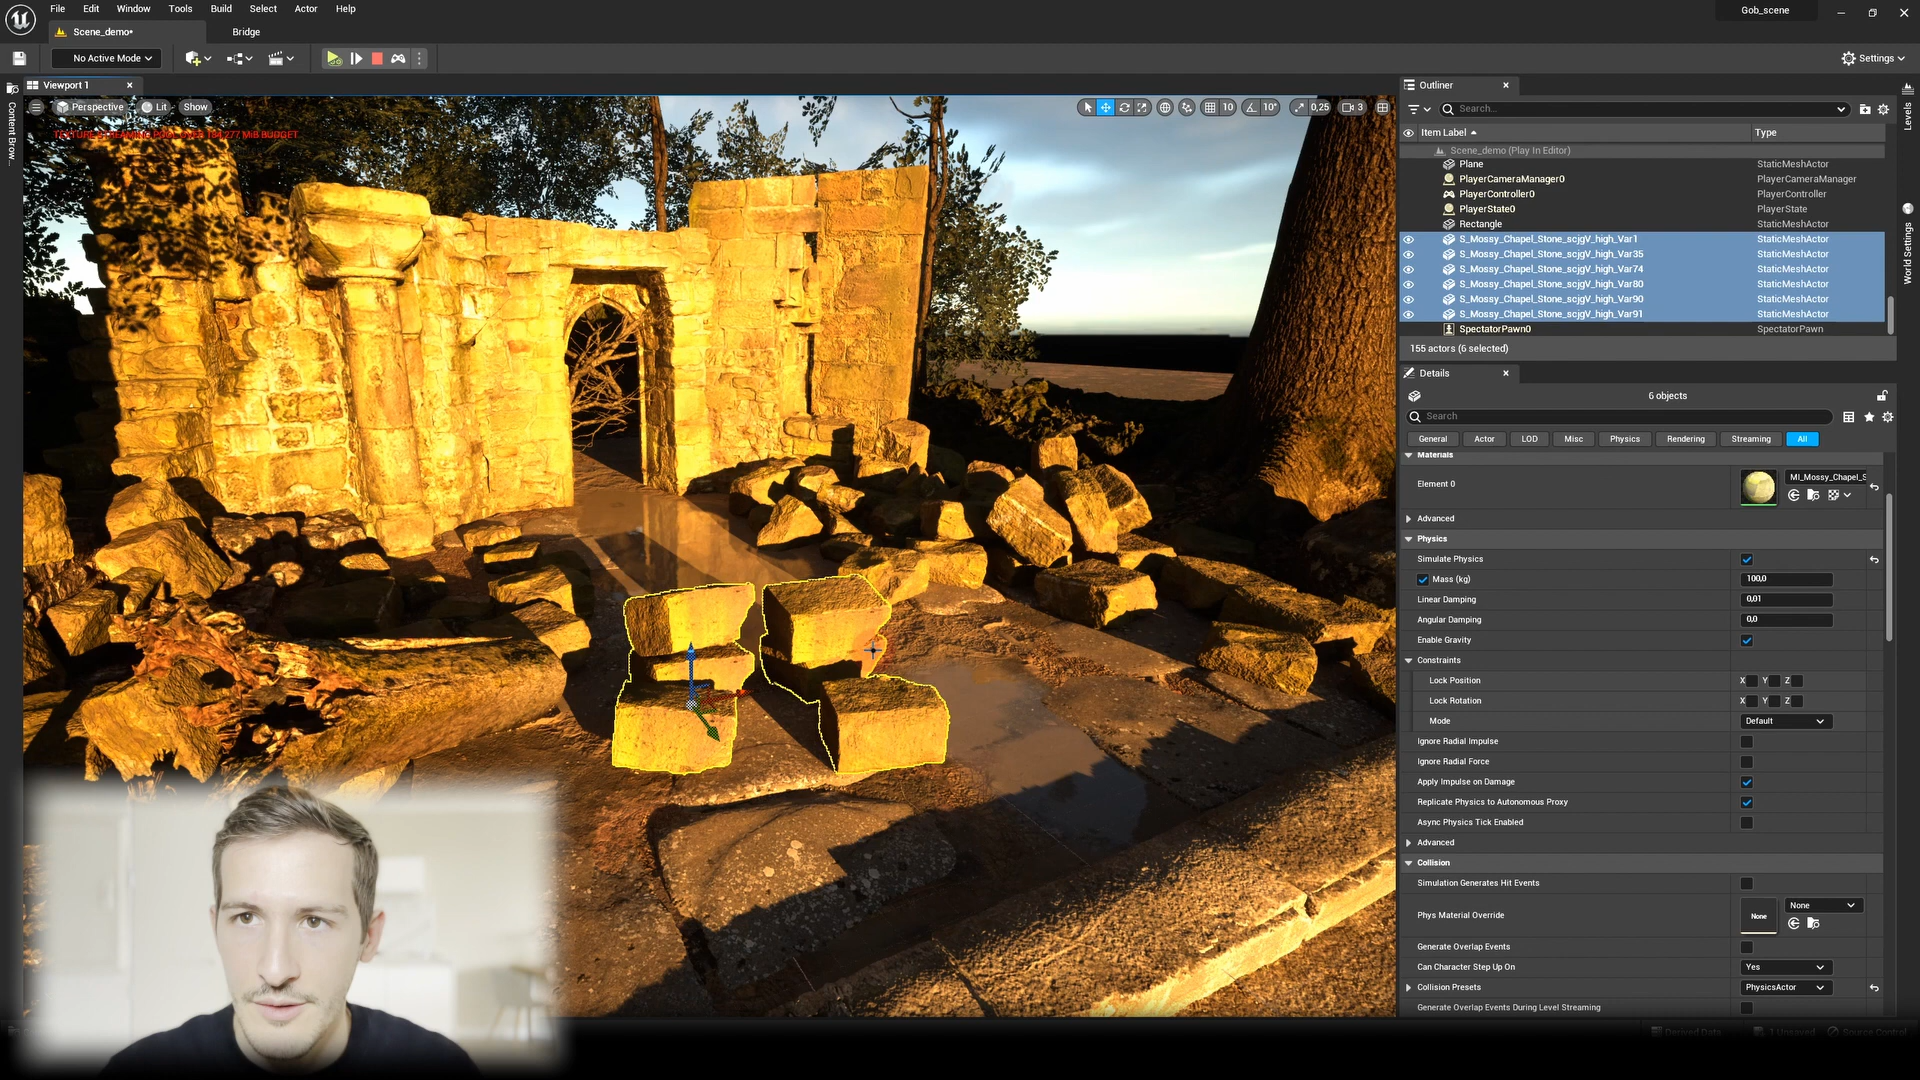 File Edit Window Tools Build Select Actor Help
Gob_scene
Scene_demo•
Bridge
No Active Mode
Settings
Viewport 1
Outliner
Content Brow...
Levels
World Settings
Perspective Lit Show
10 10° 0,25 3
Search...
Item Label Type
Scene_demo (Play In Editor)
Plane StaticMeshActor
PlayerCameraManager0 PlayerCameraManager
PlayerController0 PlayerController
PlayerState0 PlayerState
Rectangle StaticMeshActor
S_Mossy_Chapel_Stone_scjgV_high_Var1 StaticMeshActor
S_Mossy_Chapel_Stone_scjgV_high_Var35 StaticMeshActor
S_Mossy_Chapel_Stone_scjgV_high_Var74 StaticMeshActor
S_Mossy_Chapel_Stone_scjgV_high_Var80 StaticMeshActor
S_Mossy_Chapel_Stone_scjgV_high_Var90 StaticMeshActor
S_Mossy_Chapel_Stone_scjgV_high_Var91 StaticMeshActor
SpectatorPawn0 SpectatorPawn
155 actors (6 selected)
Details
6 objects
Search
General Actor LOD Misc Physics Rendering Streaming All
Materials
Element 0 MI_Mossy_Chapel_S
Advanced
Physics
Simulate Physics
Mass (kg) 100,0
Linear Damping 0,01
Angular Damping 0,0
Enable Gravity
Constraints
Lock Position X Y Z
Lock Rotation X Y Z
Mode Default
Ignore Radial Impulse
Ignore Radial Force
Apply Impulse on Damage
Replicate Physics to Autonomous Proxy
Async Physics Tick Enabled
Advanced
Collision
Simulation Generates Hit Events
Phys Material Override None None
Generate Overlap Events
Can Character Step Up On Yes
Collision Presets PhysicsActor
Generate Overlap Events During Level Streaming
Derived Data 1 Unsaved Source Control